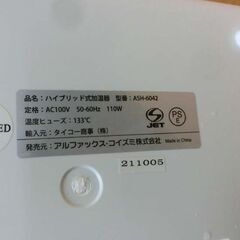 品名：ハイブリッド式加湿器　型番：ASH-6042
定格：AC100V　50-60Hz　110W
温度ヒューズ：133℃
輸入元：タイコー商事（株）
発売元：アルファックス・コイズミ株式会社
JET
PS
E
Made in China
211005
ED